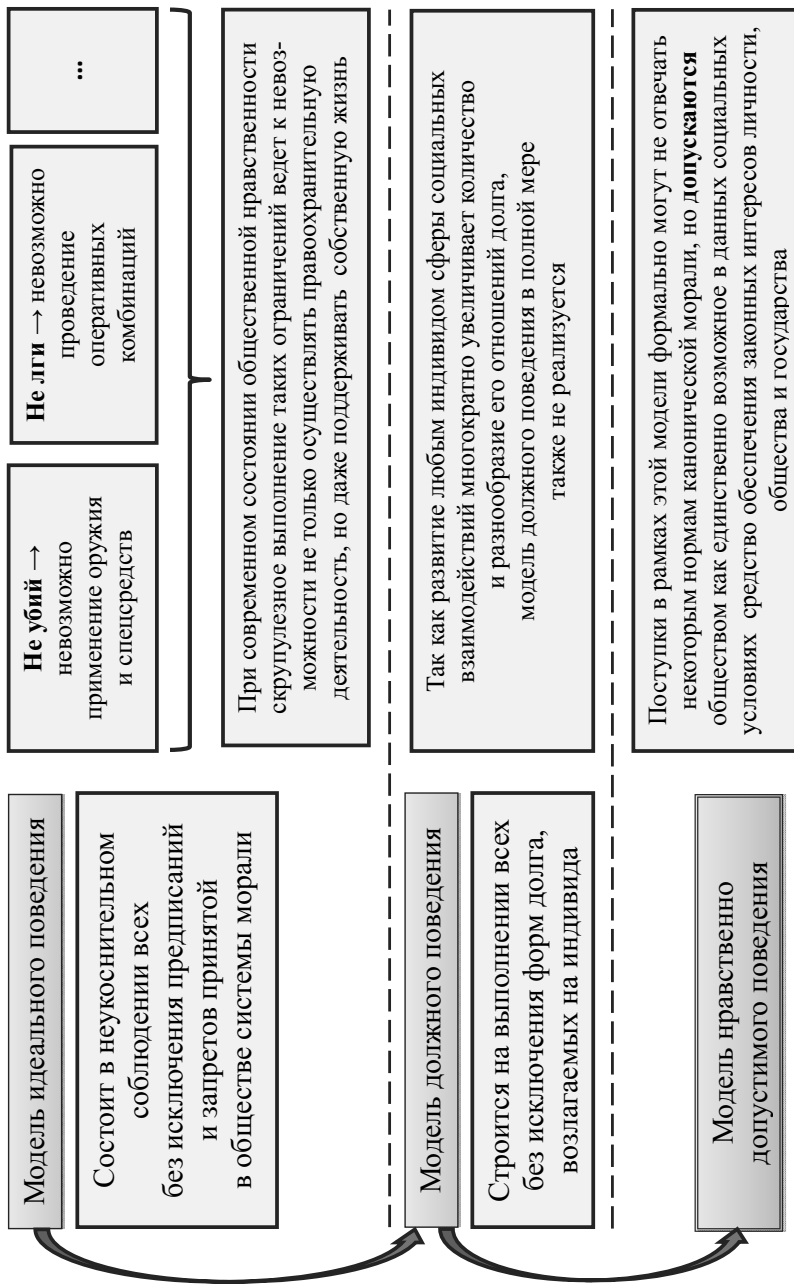 Модель идеального поведения
Состоит в неукоснительном
соблюдении всех
без исключения предписаний
и запретов принятой
в обществе системы морали
Не убий →
невозможно
применение оружия
и спецсредств
Не лги → невозможно
проведение
оперативных
комбинаций
...
При современном состоянии общественной нравственности
скрупулезное выполнение таких ограничений ведет к невоз-
можности не только осуществлять правоохранительную
деятельность, но даже поддерживать собственную жизнь
Модель должного поведения
Строится на выполнении всех
без исключения форм долга,
возлагаемых на индивида
Так как развитие любым индивидом сферы социальных
взаимодействий многократно увеличивает количество
и разнообразие его отношений долга,
модель должного поведения в полной мере
также не реализуется
Модель нравственно
допустимого поведения
Поступки в рамках этой модели формально могут не отвечать
некоторым нормам канонической морали, но допускаются
обществом как единственно возможное в данных социальных
условиях средство обеспечения законных интересов личности,
общества и государства